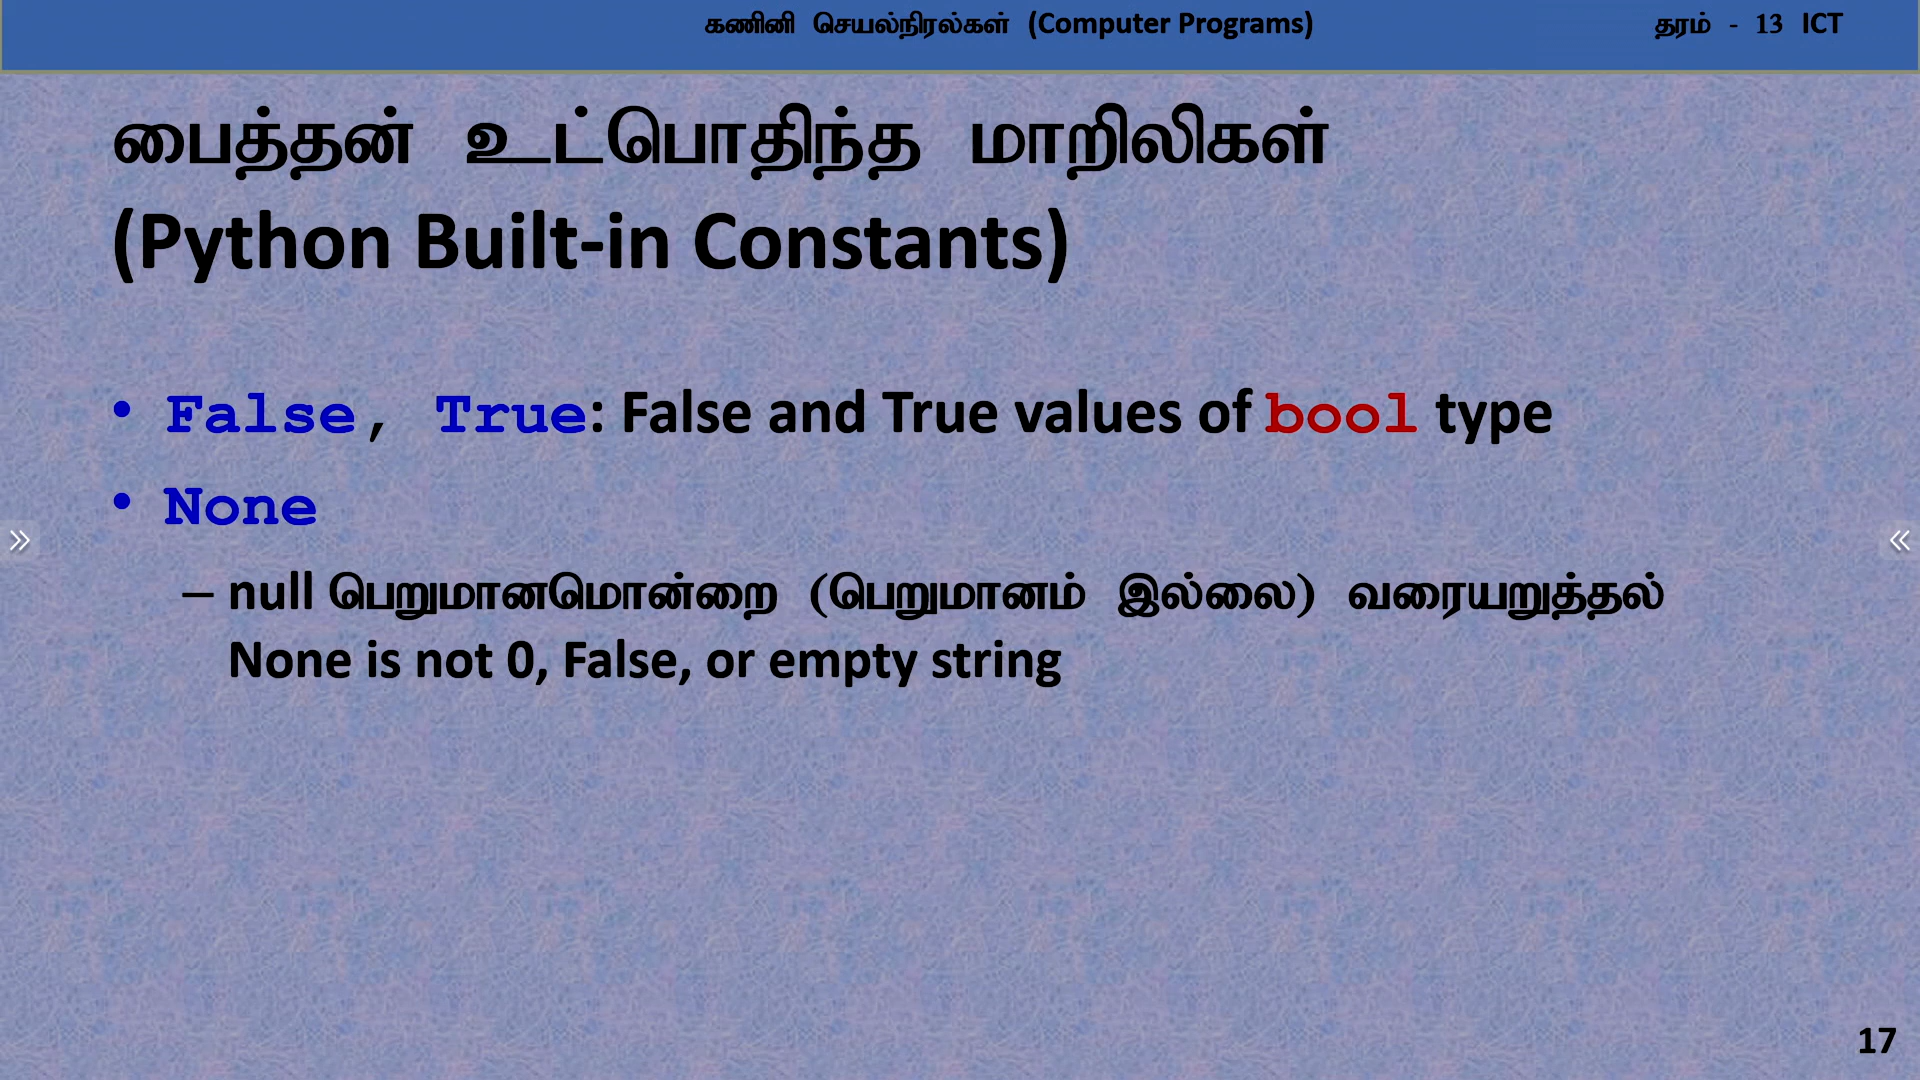 கணினி செயல்நிரல்கள் (Computer Programs) தரம் - 13 ICT
பைத்தன் உட்பொதிந்த மாறிலிகள்
(Python Built-in Constants)
• False, True: False and True values of bool type
• None
– null பெறுமானமொன்றை (பெறுமானம் இல்லை) வரையறுத்தல்
None is not 0, False, or empty string
17